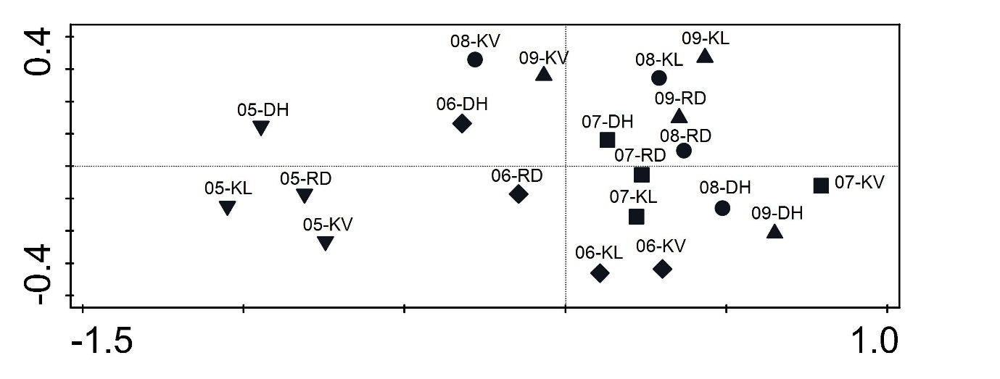 0.4
-0.4
09-KL
08-KV
09-KV
08-KL
09-RD
06-DH
05-DH
07-DH
08-RD
07-RD
06-RD
05-RD
07-KV
05-KL
08-DH
07-KL
09-DH
05-KV
06-KV
06-KL
-1.5
1.0